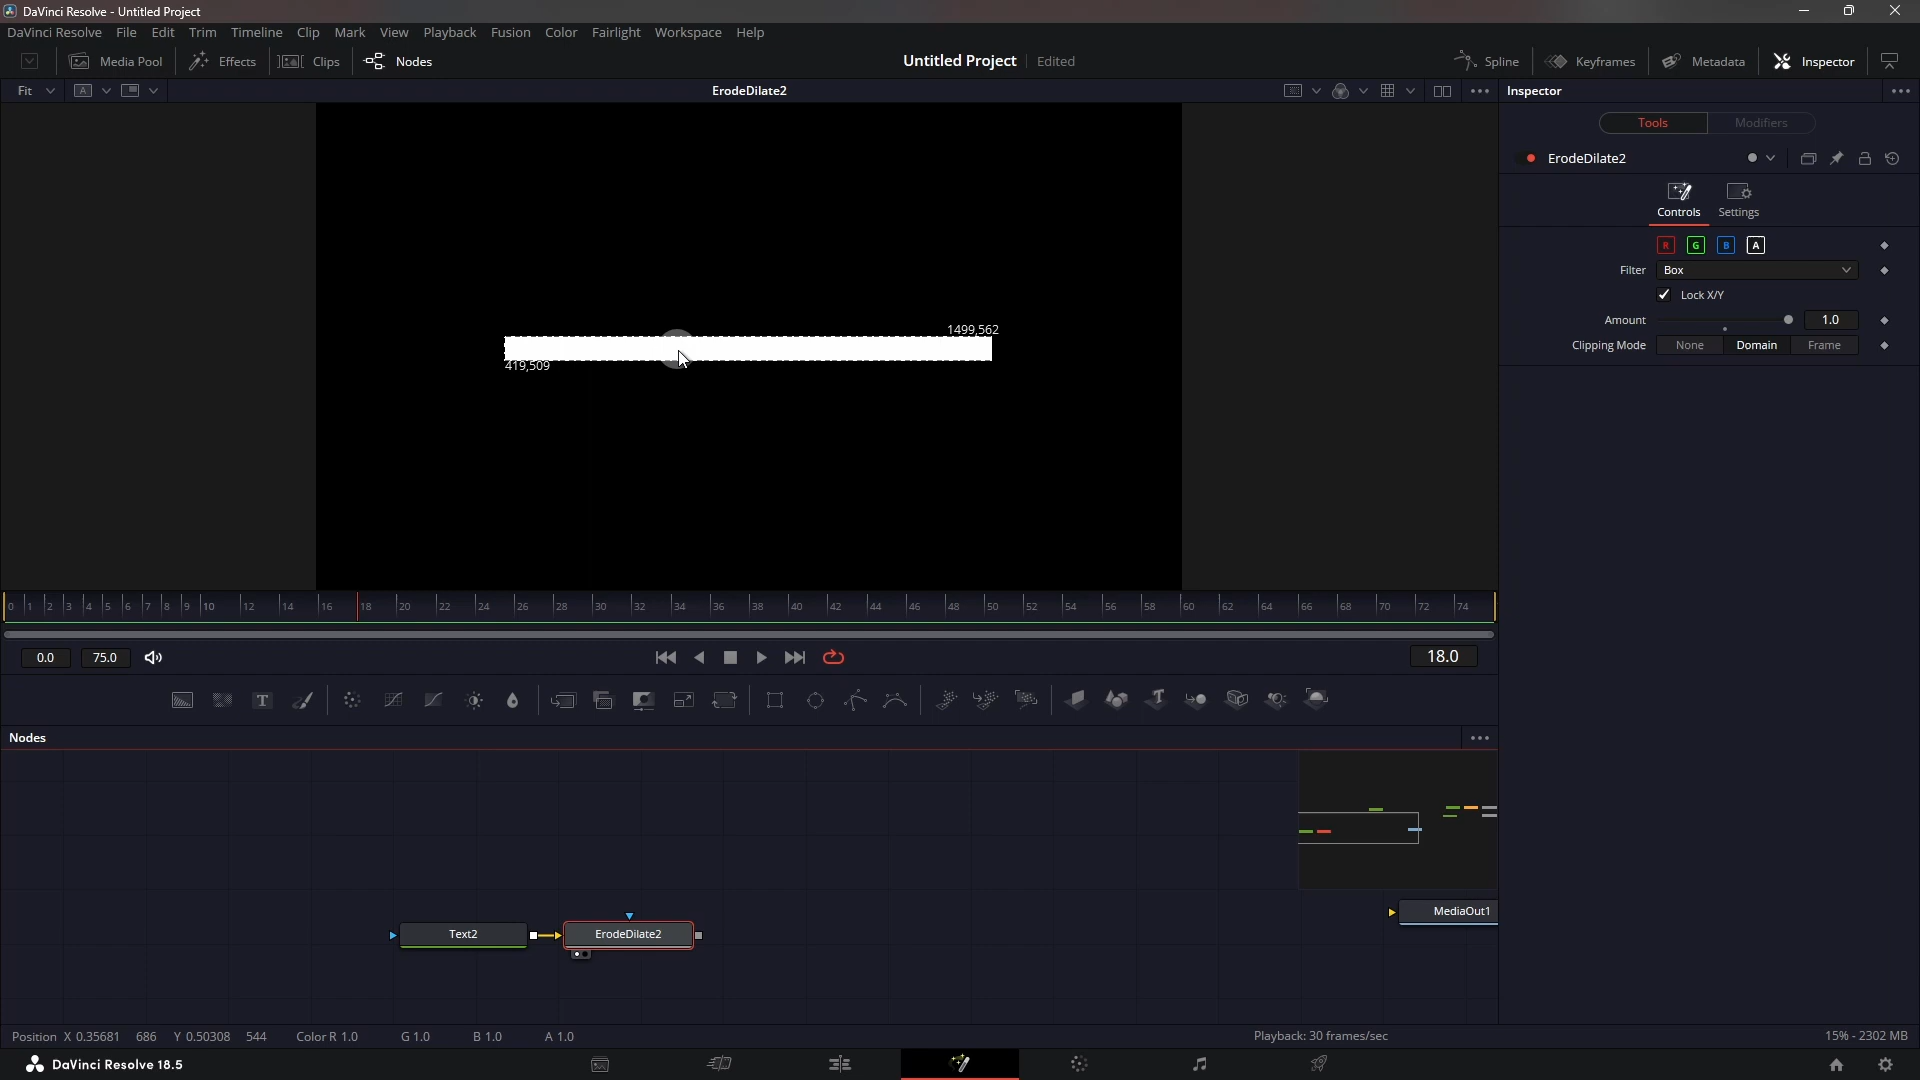 DaVinci Resolve - Untitled Project
DaVinci Resolve File Edit Trim Timeline Clip Mark View Playback Fusion Color Fairlight Workspace Help
Media Pool Effects Clips Nodes Untitled Project Edited Spline Keyframes Metadata Inspector
Fit A ErodeDilate2 Inspector
Tools Modifiers
ErodeDilate2
Controls Settings
R G B A
Filter Box
Lock X/Y
Amount 1.0
Clipping Mode None Domain Frame
1499,562
419,509
0 1 2 3 4 5 6 7 8 9 10 12 14 16 18 20 22 24 26 28 30 32 34 36 38 40 42 44 46 48 50 52 54 56 58 60 62 64 66 68 70 72 74
0.0 75.0 18.0
T T
Nodes
MediaOut1
Text2 ErodeDilate2
Position X 0.35681 686 Y 0.50308 544 Color R 1.0 G 1.0 B 1.0 A 1.0 Playback: 30 frames/sec 15% - 2302 MB
DaVinci Resolve 18.5